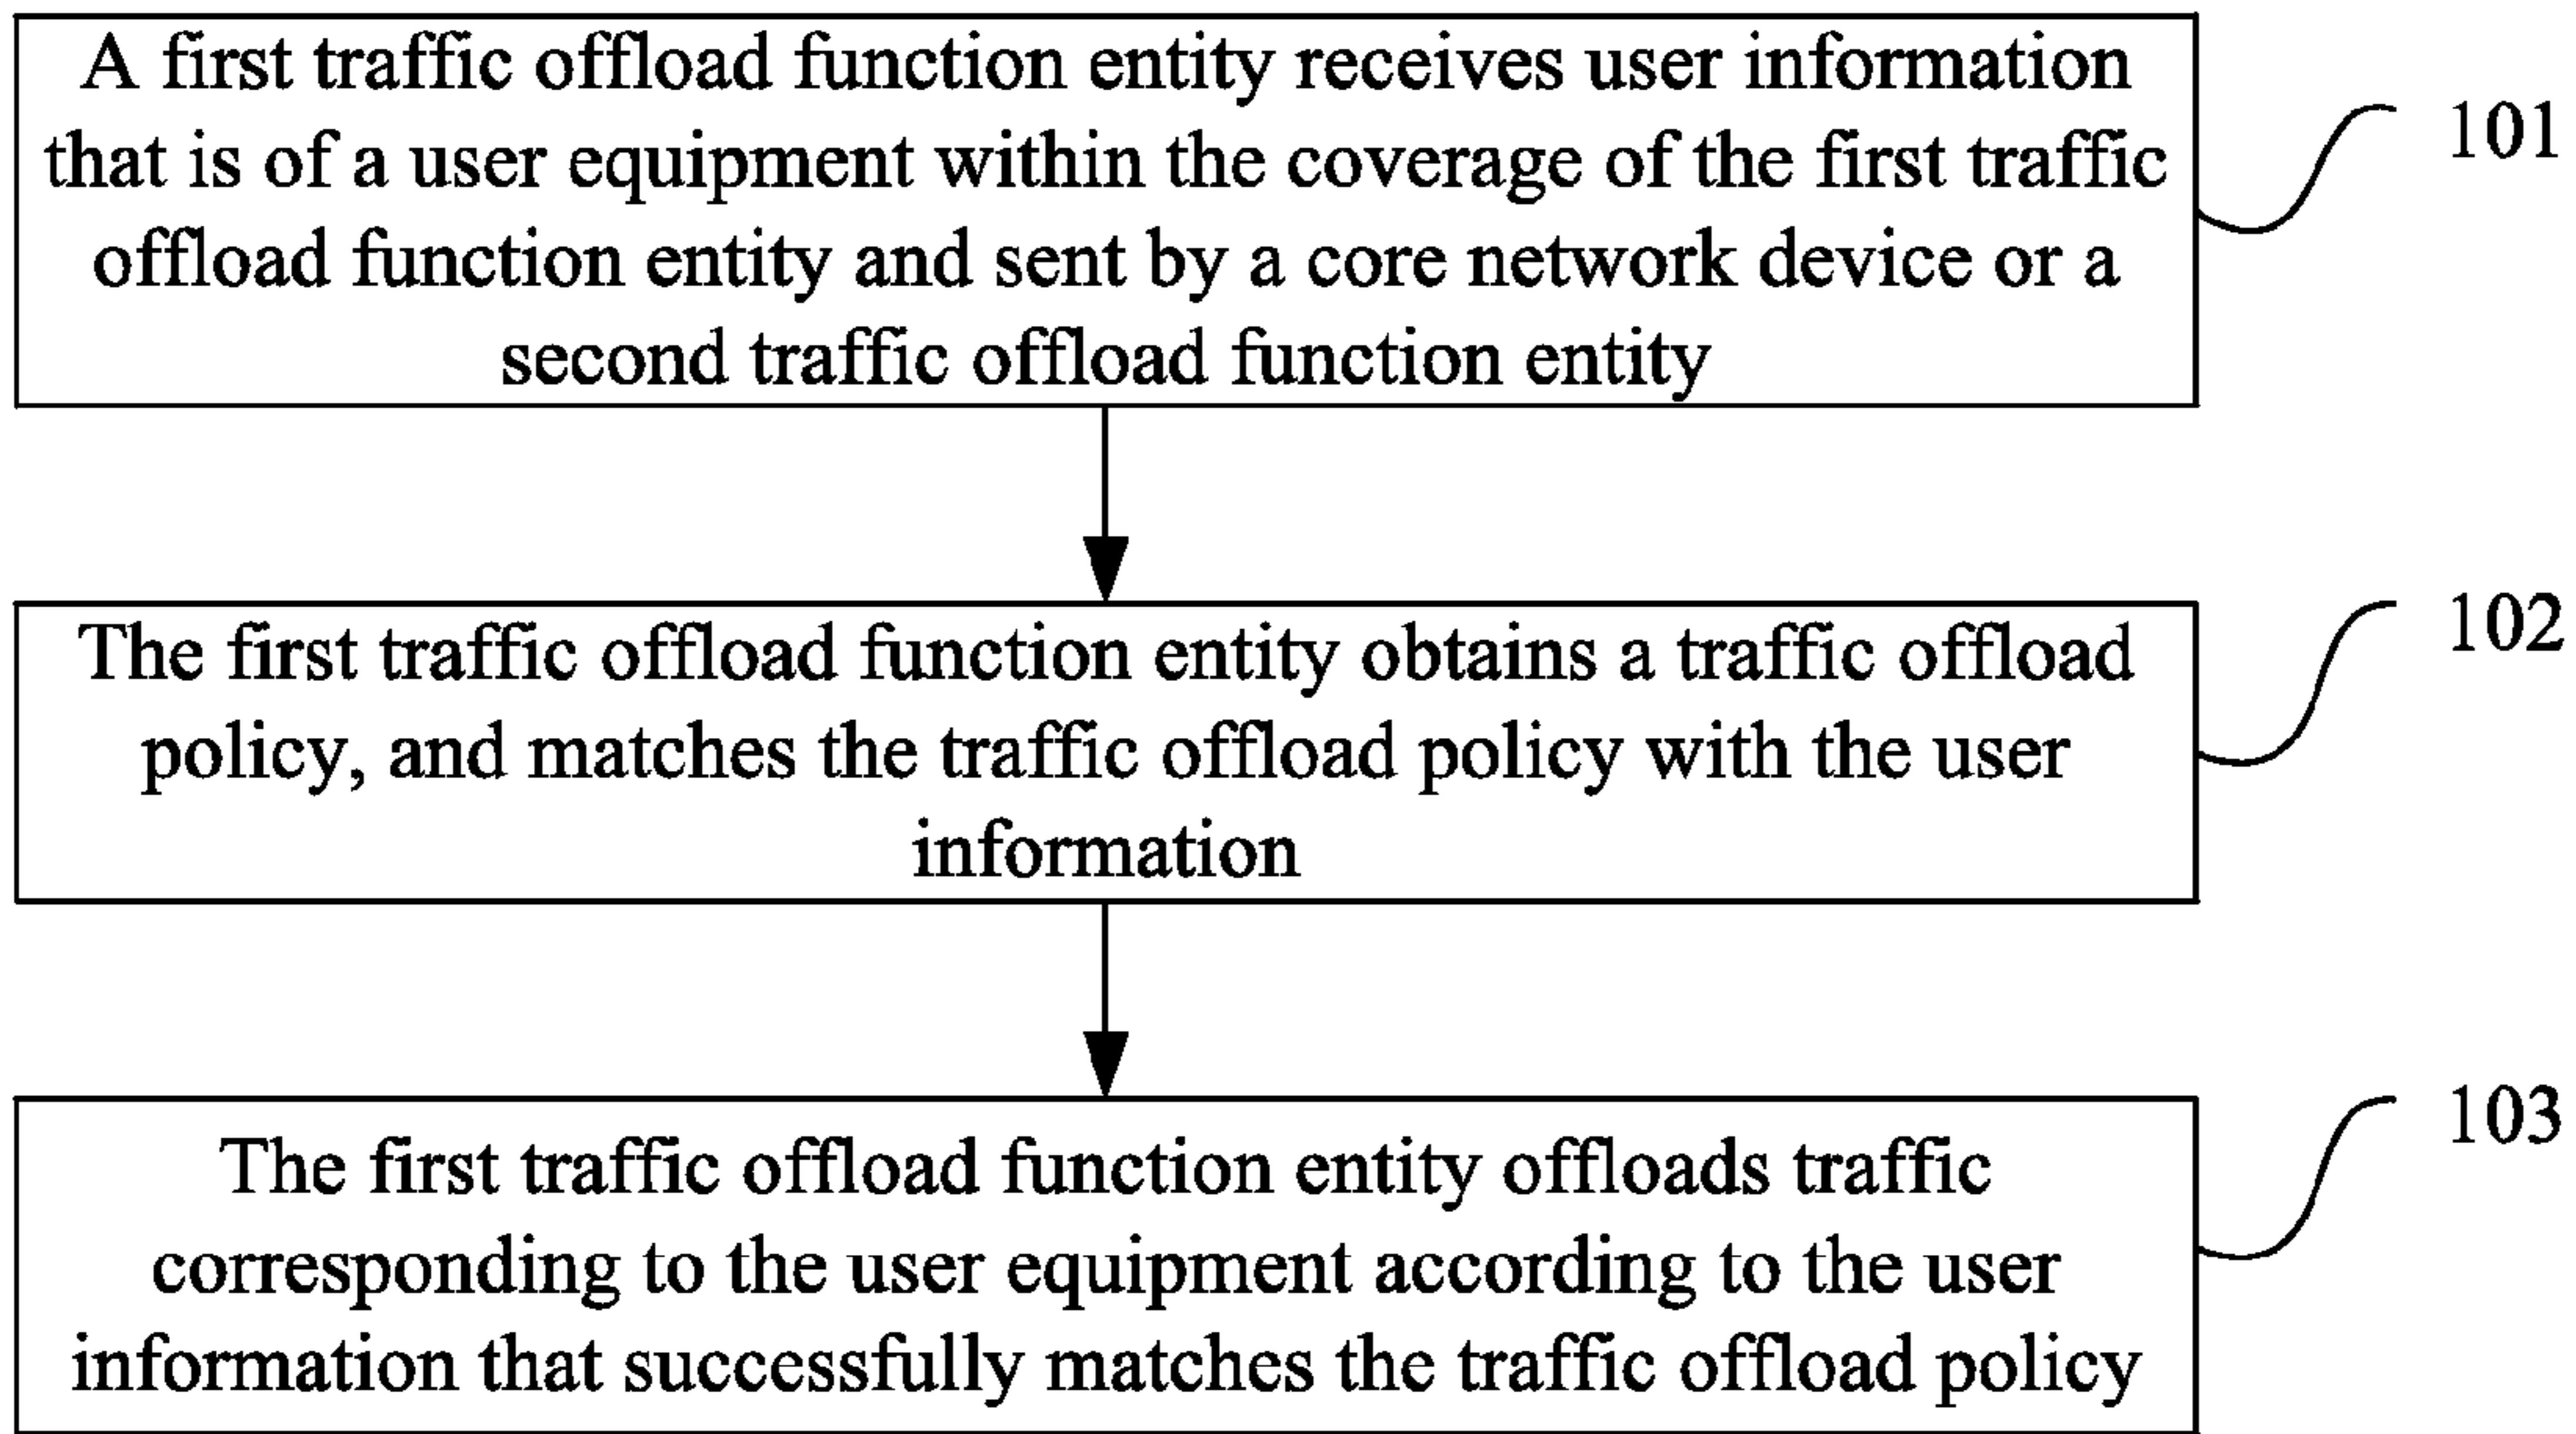 A first traffic offload function entity receives user information
that is of a user equipment within the coverage of the first traffic
offload function entity and sent by a core network device or a
second traffic offload function entity
101
The first traffic offload function entity obtains a traffic offload
policy, and matches the traffic offload policy with the user
information
102
The first traffic offload function entity offloads traffic
corresponding to the user equipment according to the user
information that successfully matches the traffic offload policy
103